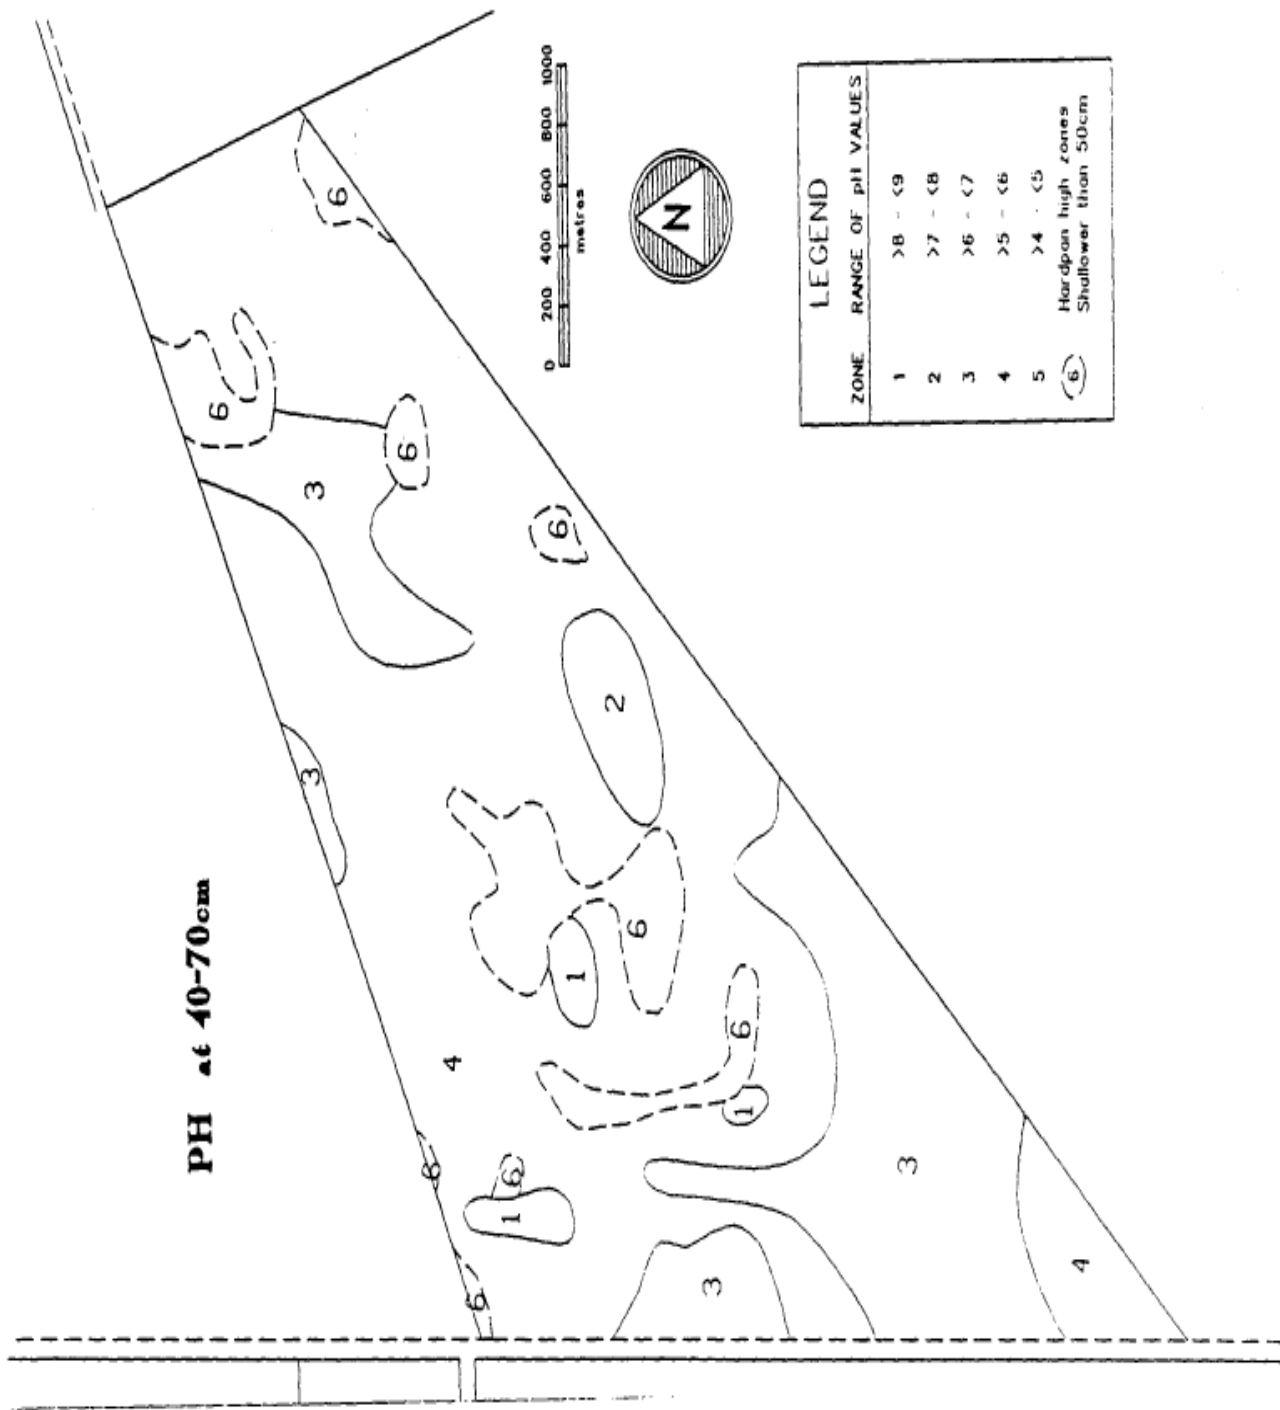 PH at 40-70cm
6
6
6
6
3
6
3
2
6
1
6
4
6
1
6
6
1
3
3
6
4
0 200 400 600 800 1000
metres
N
LEGEND
ZONE RANGE OF pH VALUES
1 >8 - <9
2 >7 - <8
3 >6 - <7
4 >5 - <6
5 >4 - <5
6 Hardpan high zones
Shallower than 50cm